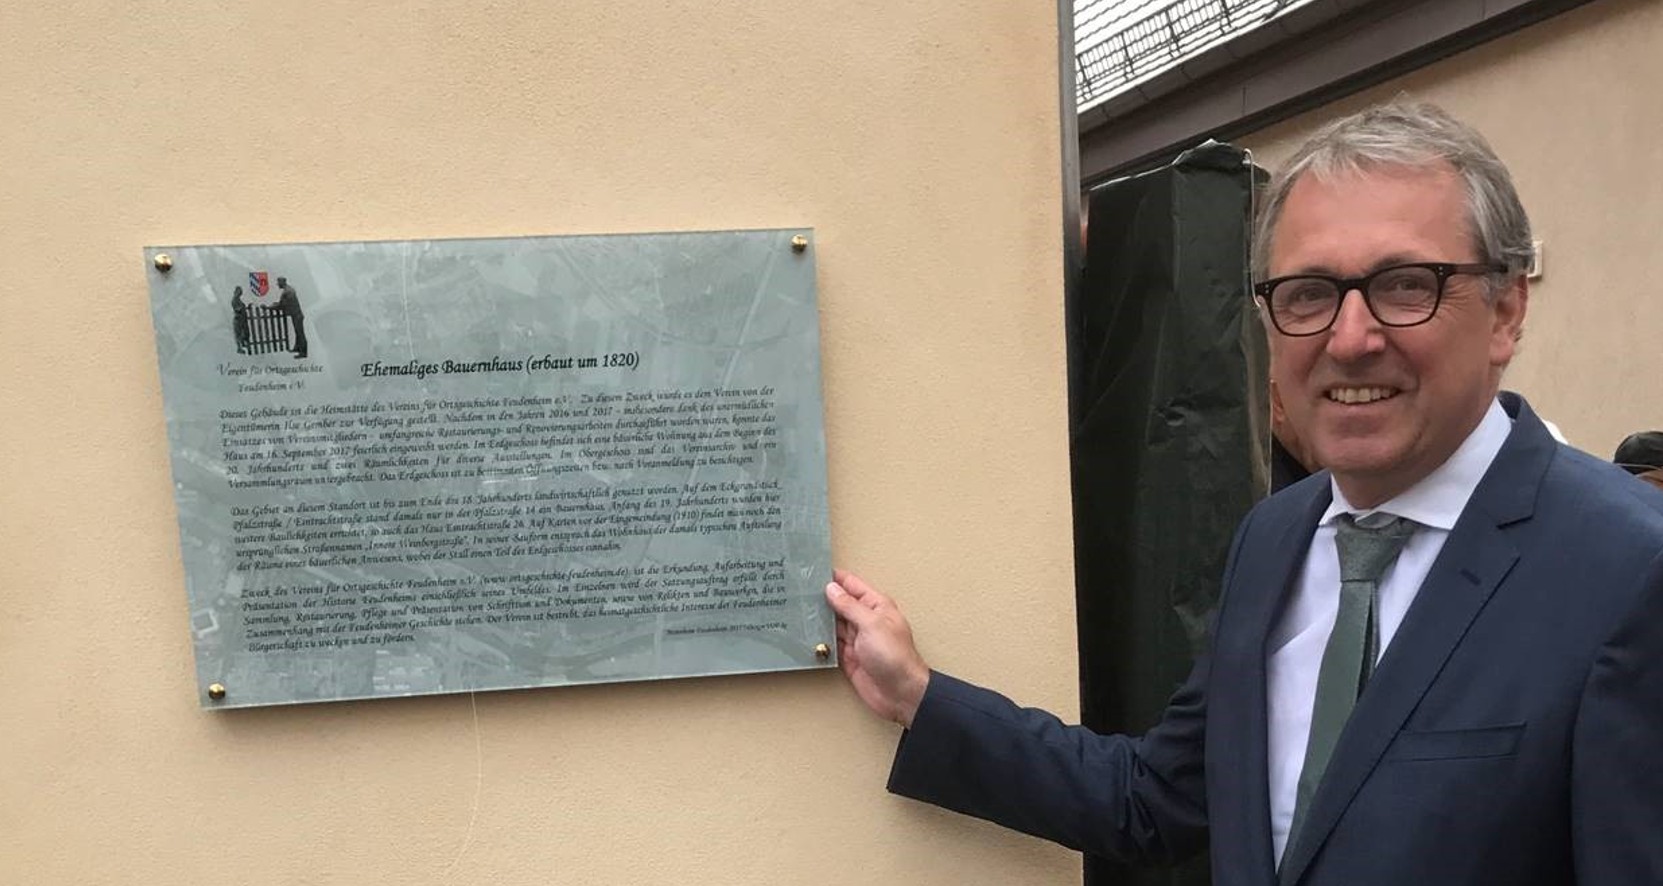 Verein für Ortsgeschichte
Feudenheim e.V.
Ehemaliges Bauernhaus (erbaut um 1820)
Dieses Gebäude ist die Heimstätte des Vereins für Ortsgeschichte Feudenheim e.V. Zu diesem Zweck wurde es dem Verein von der
Eigentümerin Ilse Gember zur Verfügung gestellt. Nachdem in den Jahren 2016 und 2017 - insbesondere dank des unermüdlichen
Einsatzes von Vereinsmitgliedern - umfangreiche Restaurierungs- und Renovierungsarbeiten durchgeführt worden waren, konnte das
Haus am 16. September 2017 feierlich eingeweiht werden. Im Erdgeschoss befindet sich eine bäuerliche Wohnung aus dem Beginn des
20. Jahrhunderts und zwei Räumlichkeiten für diverse Ausstellungen. Im Obergeschoss sind das Vereinsarchiv und ein
Versammlungsraum untergebracht. Das Erdgeschoss ist zu bestimmten Öffnungszeiten bzw. nach Voranmeldung zu besichtigen.
Das Gebiet an diesem Standort ist bis zum Ende des 18. Jahrhunderts landwirtschaftlich genutzt worden. Auf dem Eckgrundstück
Pfalzstraße / Eintrachtstraße stand damals nur in der Pfalzstraße 14 ein Bauernhaus. Anfang des 19. Jahrhunderts wurden hier
weitere Baulichkeiten errichtet, so auch das Haus Eintrachtstraße 26. Auf Karten vor der Eingemeindung (1910) findet man noch den
ursprünglichen Straßennamen „Innere Weinbergstraße". In seiner Bauform entsprach das Wohnhaus der damals typischen Aufteilung
der Räume eines bäuerlichen Anwesens, wobei der Stall einen Teil des Erdgeschosses einnahm.
Zweck des Vereins für Ortsgeschichte Feudenheim e.V. (www.ortsgeschichte-feudenheim.de), ist die Erkundung, Aufarbeitung und
Präsentation der Historie Feudenheims einschließlich seines Umfeldes. Im Einzelnen wird der Satzungsauftrag erfüllt durch
Sammlung, Restaurierung, Pflege und Präsentation von Schrifttum und Dokumenten, sowie von Relikten und Bauwerken, die in
Zusammenhang mit der Feudenheimer Geschichte stehen. Der Verein ist bestrebt, das heimatgeschichtliche Interesse der Feudenheimer
Bürgerschaft zu wecken und zu fördern.